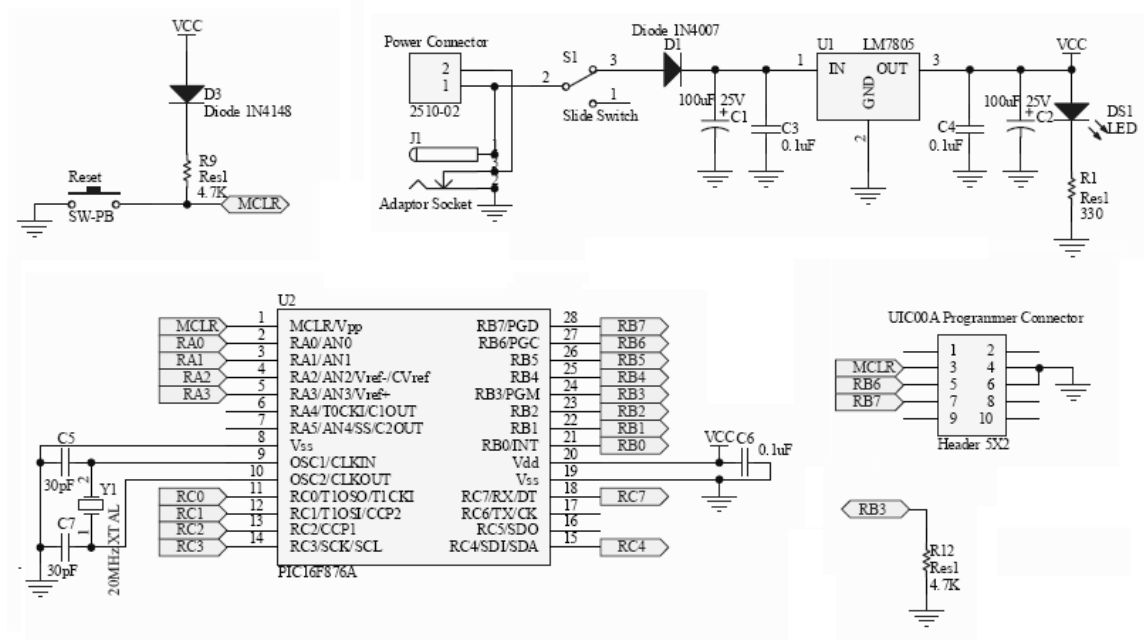 VCC
D3
Diode 1N4148
R9
Res1
4.7K
Reset
SW-PB
MCLR
Power Connector
2
1
2510-02
J1
1
3
2
Adaptor Socket
S1
2
3
1
Slide Switch
Diode 1N4007
D1
100uF
25V
+
C1
C3
0.1uF
U1
LM7805
1
IN
OUT
3
GND
2
C4
0.1uF
100uF
25V
+
C2
VCC
DS1
LED
R1
Res1
330
U2
MCLR 1 MCLR/Vpp RB7/PGD 28 RB7
RA0 2 RA0/AN0 RB6/PGC 27 RB6
RA1 3 RA1/AN1 RB5 26 RB5
RA2 4 RA2/AN2/Vref-/CVref RB4 25 RB4
RA3 5 RA3/AN3/Vref+ RB3/PGM 24 RB3
6 RA4/T0CKI/C1OUT RB2 23 RB2
7 RA5/AN4/SS/C2OUT RB1 22 RB1
8 Vss RB0/INT 21 RB0
9 OSC1/CLKIN Vdd 20
10 OSC2/CLKOUT Vss 19
RC0 11 RC0/T1OSO/T1CKI RC7/RX/DT 18 RC7
RC1 12 RC1/T1OSI/CCP2 RC6/TX/CK 17
RC2 13 RC2/CCP1 RC5/SDO 16
RC3 14 RC3/SCK/SCL RC4/SDI/SDA 15 RC4
PIC16F876A
C5
30pF
2
Y1
1
C7
30pF
20MHz XTAL
VCC
C6
0.1uF
UIC00A Programmer Connector
1 2
MCLR 3 4
RB6 5 6
RB7 7 8
9 10
Header 5X2
RB3
R12
Res1
4.7K